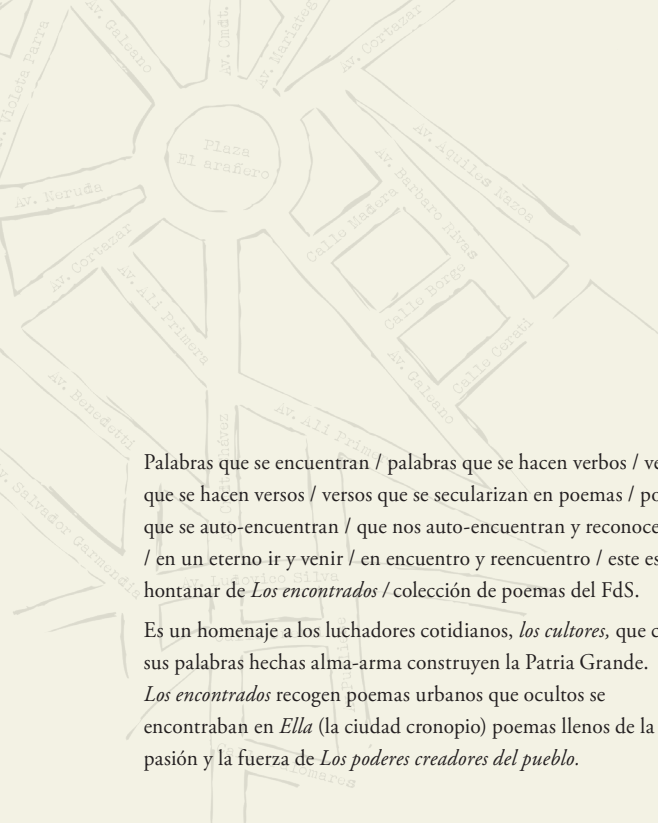 Av. Violeta Parra
Av. Galeano
Av. Cmdt.
Av. Mariateg
Av. Cortazar
Plaza
El arañero
Av. Aquiles Nazoa
Av. Barbaro Rivas
Av. Neruda
Calle Madera
Av. Cortazar
Av. Ali Primera
Calle Borge
Calle Cerati
Av. Galeano
Av. Benedetti
Av. Ali Prime
Av. Salvador Garmendia
Av. Ludovico Silva
Palabras que se encuentran / palabras que se hacen verbos / ve
que se hacen versos / versos que se secularizan en poemas / po
que se auto-encuentran / que nos auto-encuentran y reconoce
/ en un eterno ir y venir / en encuentro y reencuentro / este es
hontanar de Los encontrados / colección de poemas del FdS.
Es un homenaje a los luchadores cotidianos, los cultores, que c
sus palabras hechas alma-arma construyen la Patria Grande.
Los encontrados recogen poemas urbanos que ocultos se
encontraban en Ella (la ciudad cronopio) poemas llenos de la
pasión y la fuerza de Los poderes creadores del pueblo.